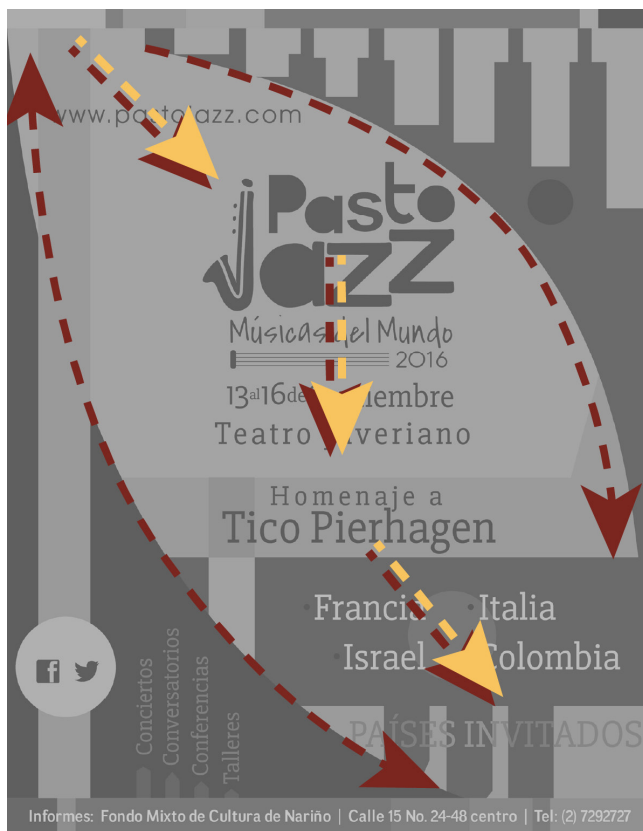 www.pastojazz.com
Pasto
Jazz
Músicas del Mundo
2016
13 al 16 de
Teatro Javeriano
Homenaje a
Tico Pierhagen
• Francia • Italia
• Israel Colombia
PAÍSES INVITADOS
Conciertos
Conversatorios
Conferencias
Talleres
Informes: Fondo Mixto de Cultura de Nariño | Calle 15 No. 24-48 centro | Tel: (2) 7292727